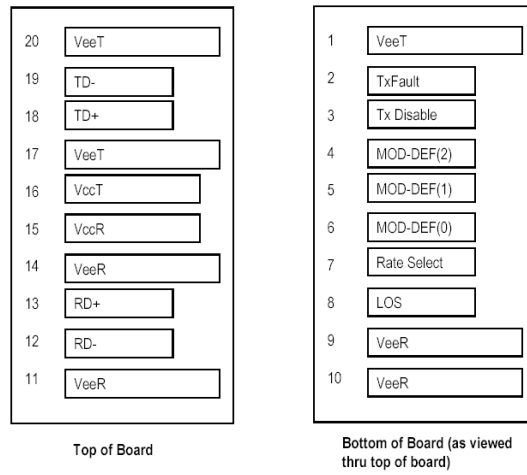 20 VeeT
19 TD-
18 TD+
17 VeeT
16 VccT
15 VccR
14 VeeR
13 RD+
12 RD-
11 VeeR
Top of Board
1 VeeT
2 TxFault
3 Tx Disable
4 MOD-DEF(2)
5 MOD-DEF(1)
6 MOD-DEF(0)
7 Rate Select
8 LOS
9 VeeR
10 VeeR
Bottom of Board (as viewed
thru top of board)